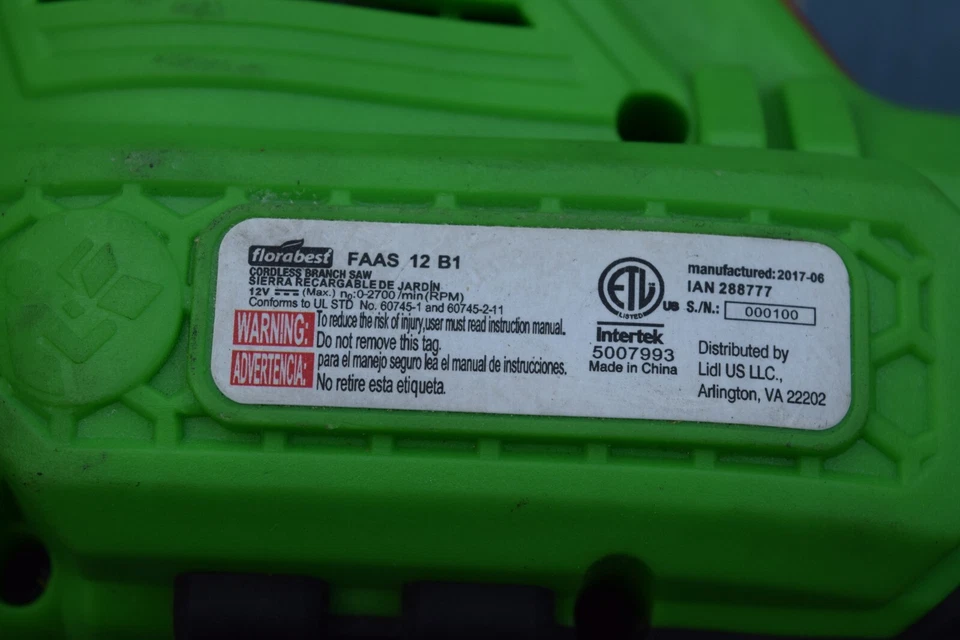 florabest FAAS 12 B1
CORDLESS BRANCH SAW
SIERRA RECARGABLE DE JARDÍN
12V (Max.) n₀:0-2700 /min(RPM)
Conforms to UL STD No. 60745-1 and 60745-2-11
WARNING: To reduce the risk of injury,user must read instruction manual.
Do not remove this tag.
ADVERTENCIA: para el manejo seguro lea el manual de instrucciones.
No retire esta etiqueta.
ETL US
LISTED
Intertek
5007993
Made in China
manufactured: 2017-06
IAN 288777
S./N.: 000100
Distributed by
Lidl US LLC.,
Arlington, VA 22202